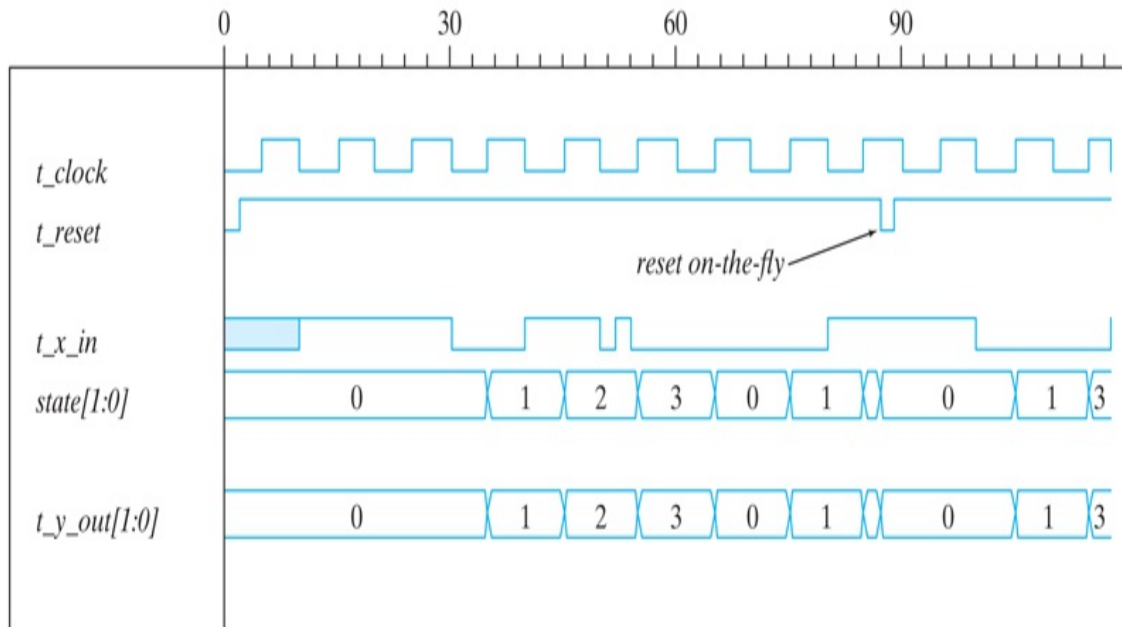 0 30 60 90
t_clock
t_reset
reset on-the-fly
t_x_in
state[1:0] 0 1 2 3 0 1 0 1 3
t_y_out[1:0] 0 1 2 3 0 1 0 1 3